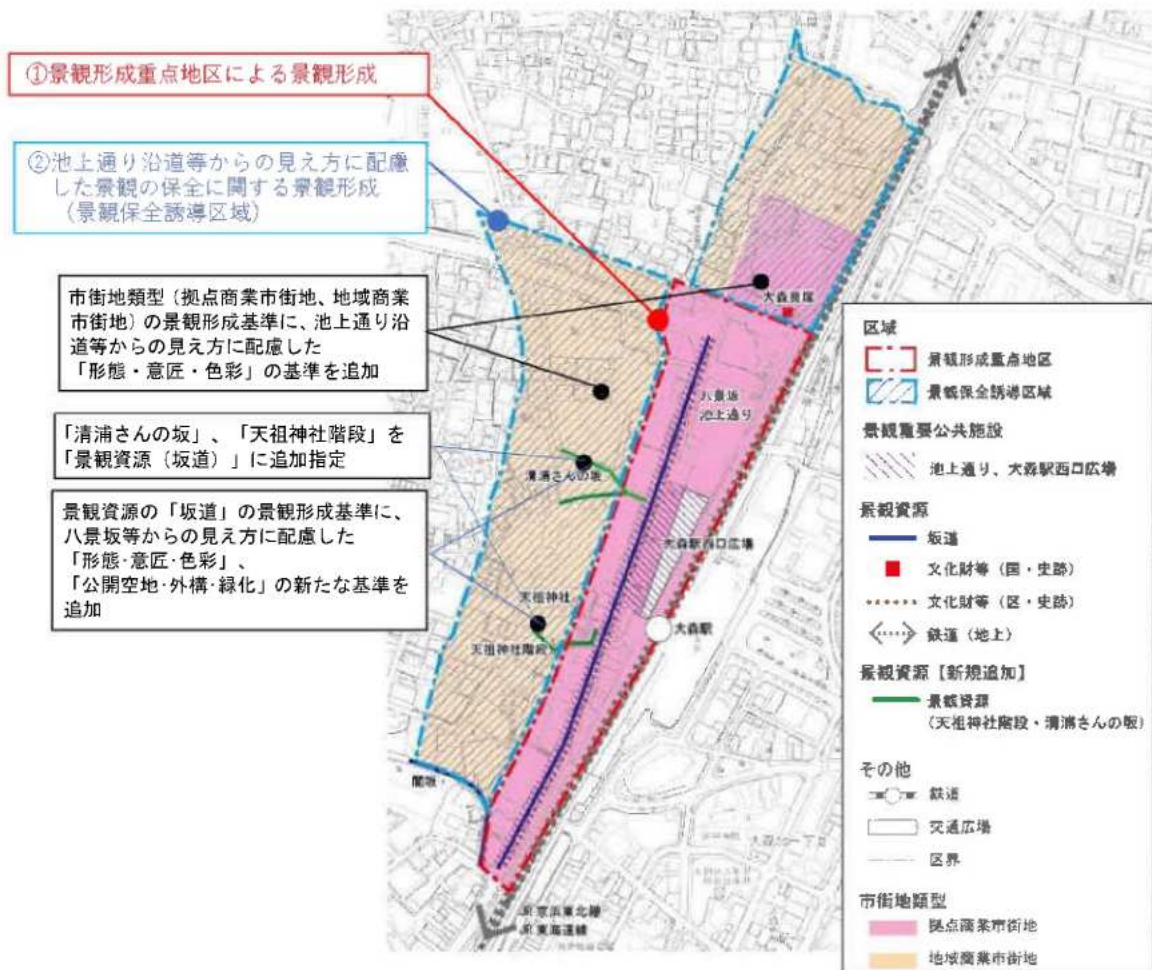 ①景観形成重点地区による景観形成
②池上通り沿道等からの見え方に配慮
した景観の保全に関する景観形成
（景観保全誘導区域）
市街地類型（拠点商業市街地、地域商業
市街地）の景観形成基準に、池上通り沿
道等からの見え方に配慮した
「形態・意匠・色彩」の基準を追加
「清浦さんの坂」、「天祖神社階段」を
「景観資源（坂道）」に追加指定
景観資源の「坂道」の景観形成基準に、
八景坂等からの見え方に配慮した
「形態・意匠・色彩」、
「公開空地・外構・緑化」の新たな基準を
追加
大森貝塚
八景坂
池上通り
清浦さんの坂
大森駅西口広場
天祖神社
大森駅
天祖神社階段
闇坂
JR京浜東北線
JR東海道線
区域
景観形成重点地区
景観保全誘導区域
景観重要公共施設
池上通り、大森駅西口広場
景観資源
坂道
文化財等（国・史跡）
文化財等（区・史跡）
鉄道（地上）
景観資源【新規追加】
景観資源
（天祖神社階段・清浦さんの坂）
その他
鉄道
交通広場
区界
市街地類型
拠点商業市街地
地域商業市街地